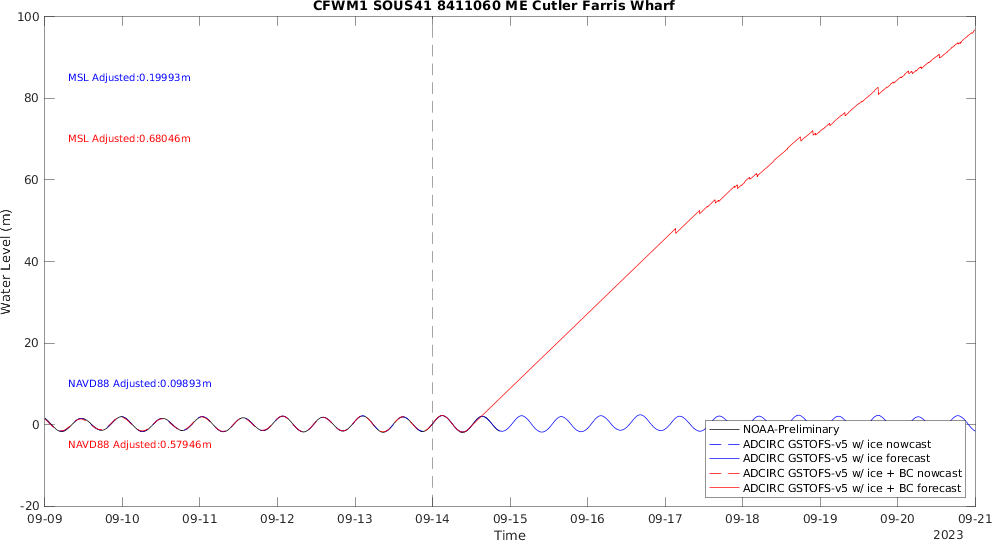 CFWM1 SOUS41 8411060 ME Cutler Farris Wharf
100
80
60
40
20
0
-20
Water Level (m)
MSL Adjusted:0.19993m
MSL Adjusted:0.68046m
NAVD88 Adjusted:0.09893m
NAVD88 Adjusted:0.57946m
NOAA-Preliminary
ADCIRC GSTOFS-v5 w/ ice nowcast
ADCIRC GSTOFS-v5 w/ ice forecast
ADCIRC GSTOFS-v5 w/ ice + BC nowcast
ADCIRC GSTOFS-v5 w/ ice + BC forecast
09-09 09-10 09-11 09-12 09-13 09-14 09-15 09-16 09-17 09-18 09-19 09-20 09-21
Time
2023